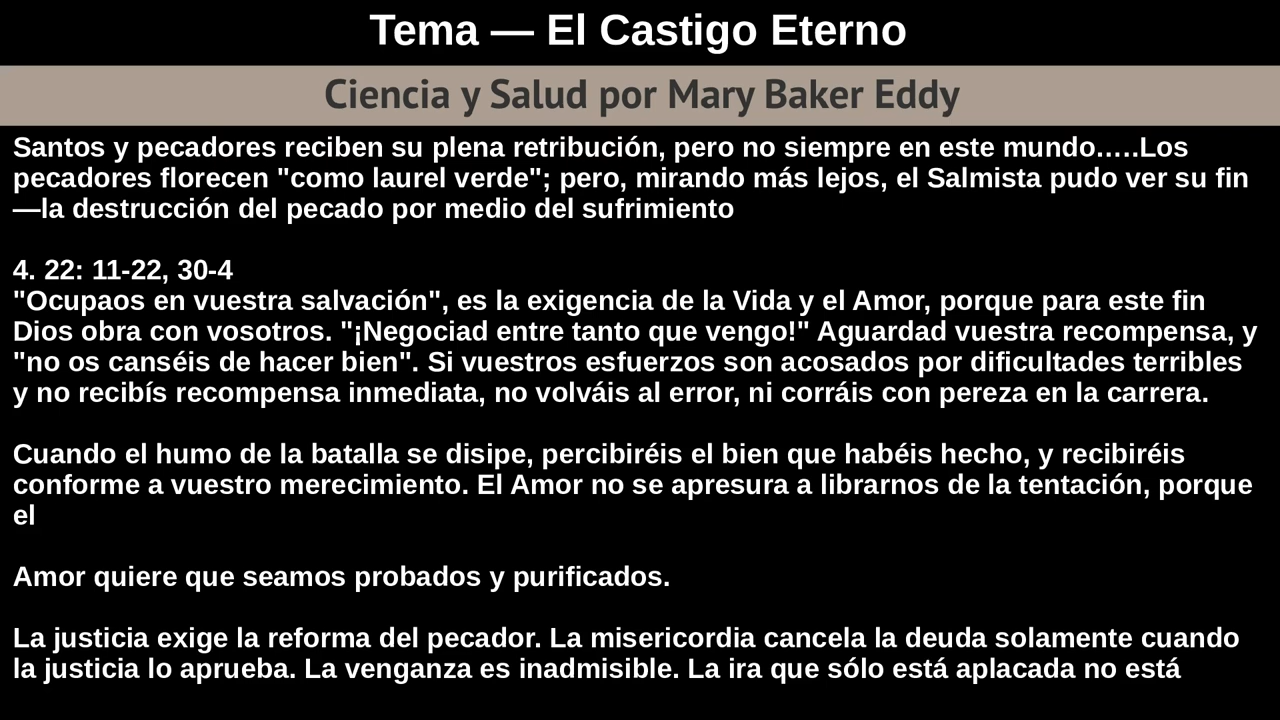 Tema — El Castigo Eterno
Ciencia y Salud por Mary Baker Eddy
Santos y pecadores reciben su plena retribución, pero no siempre en este mundo.....Los
pecadores florecen "como laurel verde"; pero, mirando más lejos, el Salmista pudo ver su fin
—la destrucción del pecado por medio del sufrimiento
4. 22: 11-22, 30-4
"Ocupaos en vuestra salvación", es la exigencia de la Vida y el Amor, porque para este fin
Dios obra con vosotros. "¡Negociad entre tanto que vengo!" Aguardad vuestra recompensa, y
"no os canséis de hacer bien". Si vuestros esfuerzos son acosados por dificultades terribles
y no recibís recompensa inmediata, no volváis al error, ni corráis con pereza en la carrera.
Cuando el humo de la batalla se disipe, percibiréis el bien que habéis hecho, y recibiréis
conforme a vuestro merecimiento. El Amor no se apresura a librarnos de la tentación, porque
el
Amor quiere que seamos probados y purificados.
La justicia exige la reforma del pecador. La misericordia cancela la deuda solamente cuando
la justicia lo aprueba. La venganza es inadmisible. La ira que sólo está aplacada no está